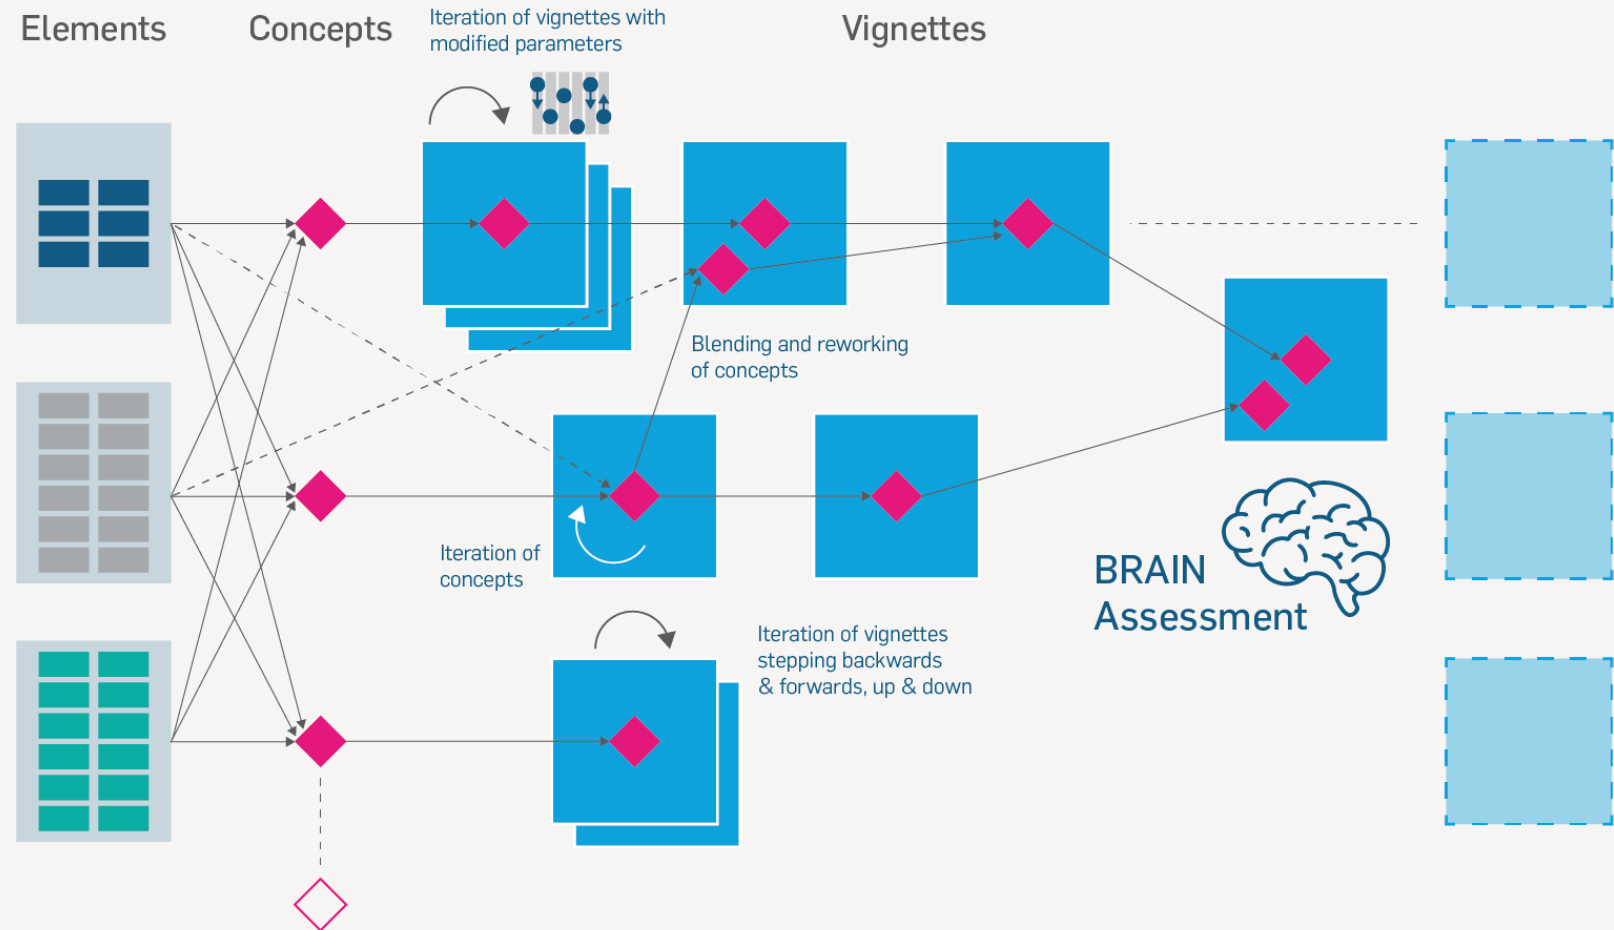 Elements
Concepts
Iteration of vignettes with
modified parameters
Vignettes
Blending and reworking
of concepts
Iteration of
concepts
BRAIN
Assessment
Iteration of vignettes
stepping backwards
& forwards, up & down